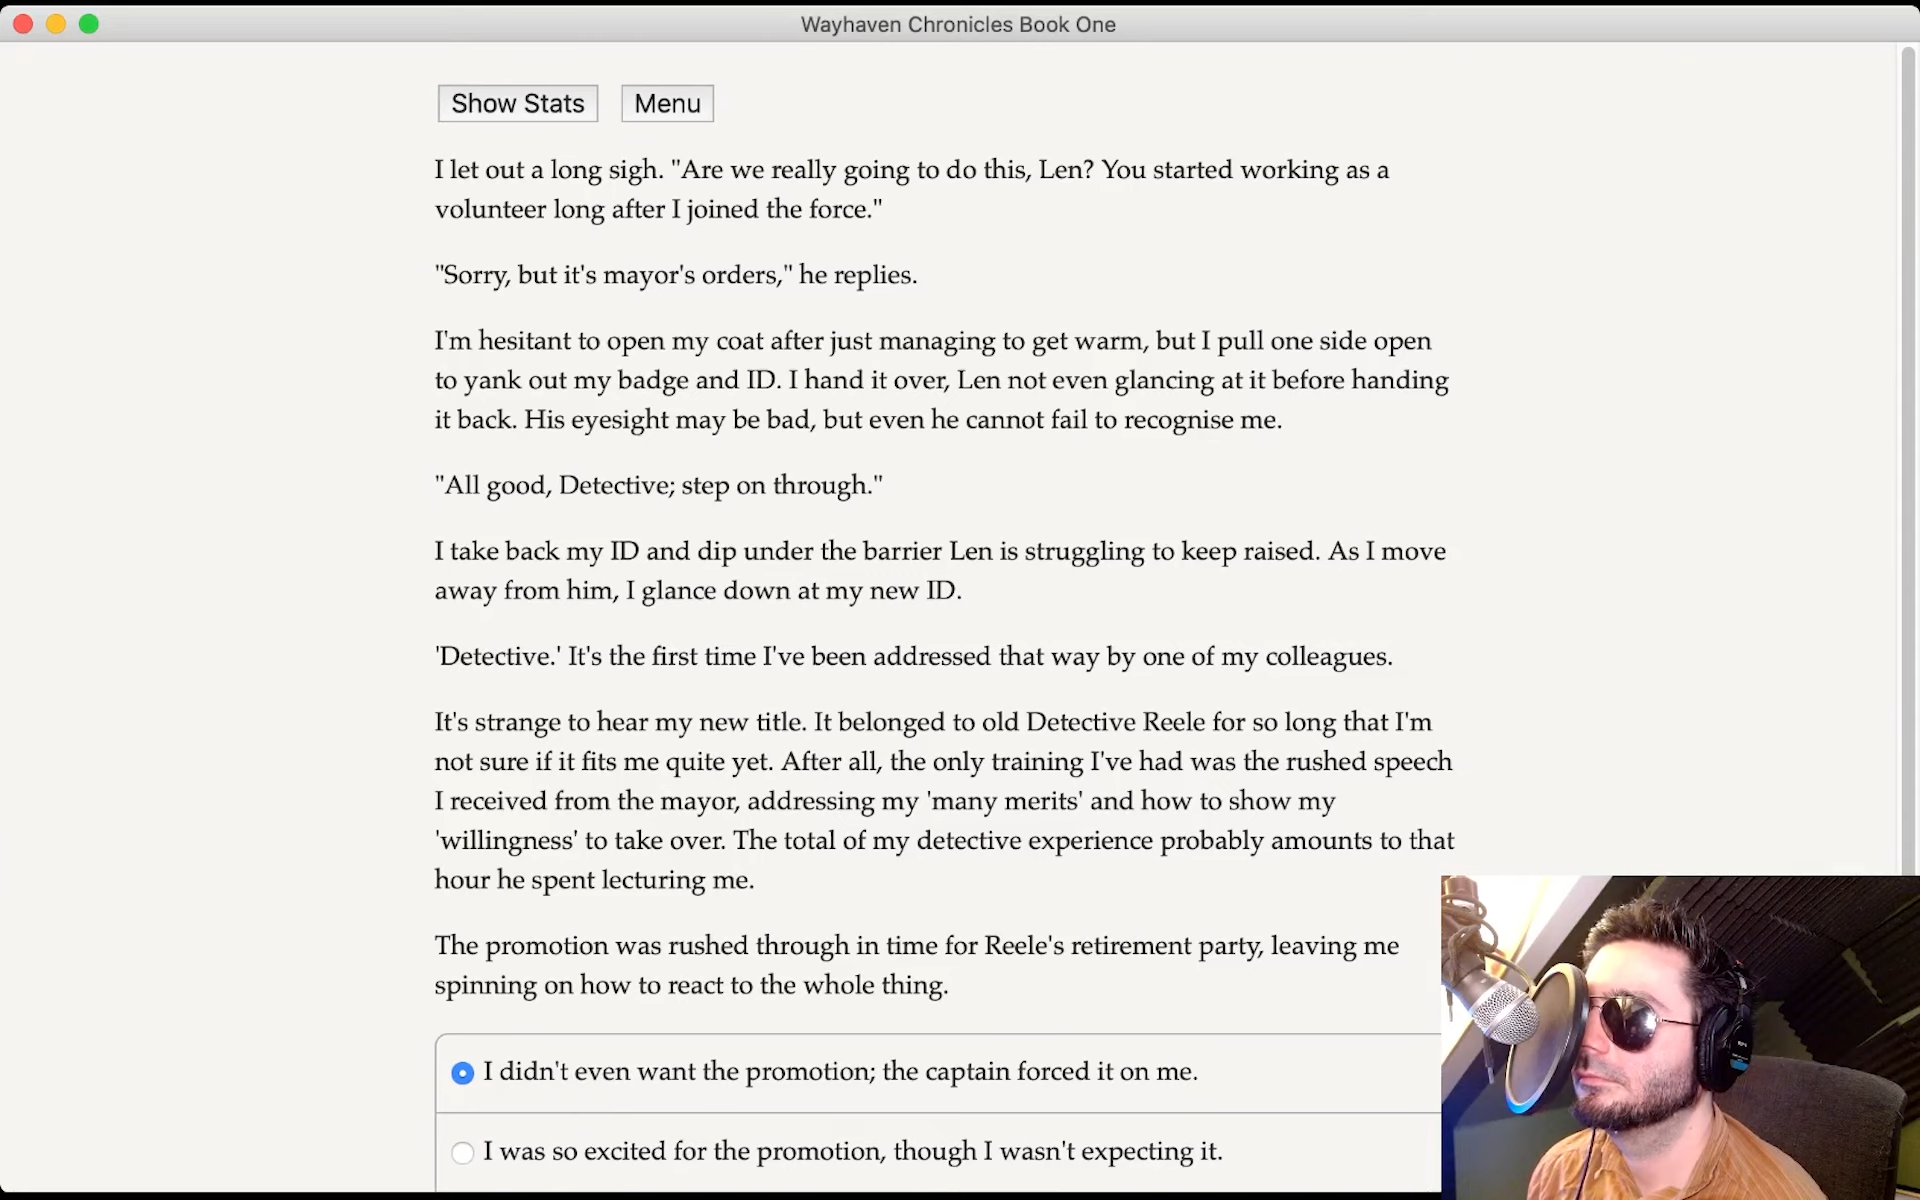 Wayhaven Chronicles Book One
Show Stats Menu
I let out a long sigh. "Are we really going to do this, Len? You started working as a
volunteer long after I joined the force."
"Sorry, but it's mayor's orders," he replies.
I'm hesitant to open my coat after just managing to get warm, but I pull one side open
to yank out my badge and ID. I hand it over, Len not even glancing at it before handing
it back. His eyesight may be bad, but even he cannot fail to recognise me.
"All good, Detective; step on through."
I take back my ID and dip under the barrier Len is struggling to keep raised. As I move
away from him, I glance down at my new ID.
'Detective.' It's the first time I've been addressed that way by one of my colleagues.
It's strange to hear my new title. It belonged to old Detective Reele for so long that I'm
not sure if it fits me quite yet. After all, the only training I've had was the rushed speech
I received from the mayor, addressing my 'many merits' and how to show my
'willingness' to take over. The total of my detective experience probably amounts to that
hour he spent lecturing me.
The promotion was rushed through in time for Reele's retirement party, leaving me
spinning on how to react to the whole thing.
I didn't even want the promotion; the captain forced it on me.
I was so excited for the promotion, though I wasn't expecting it.